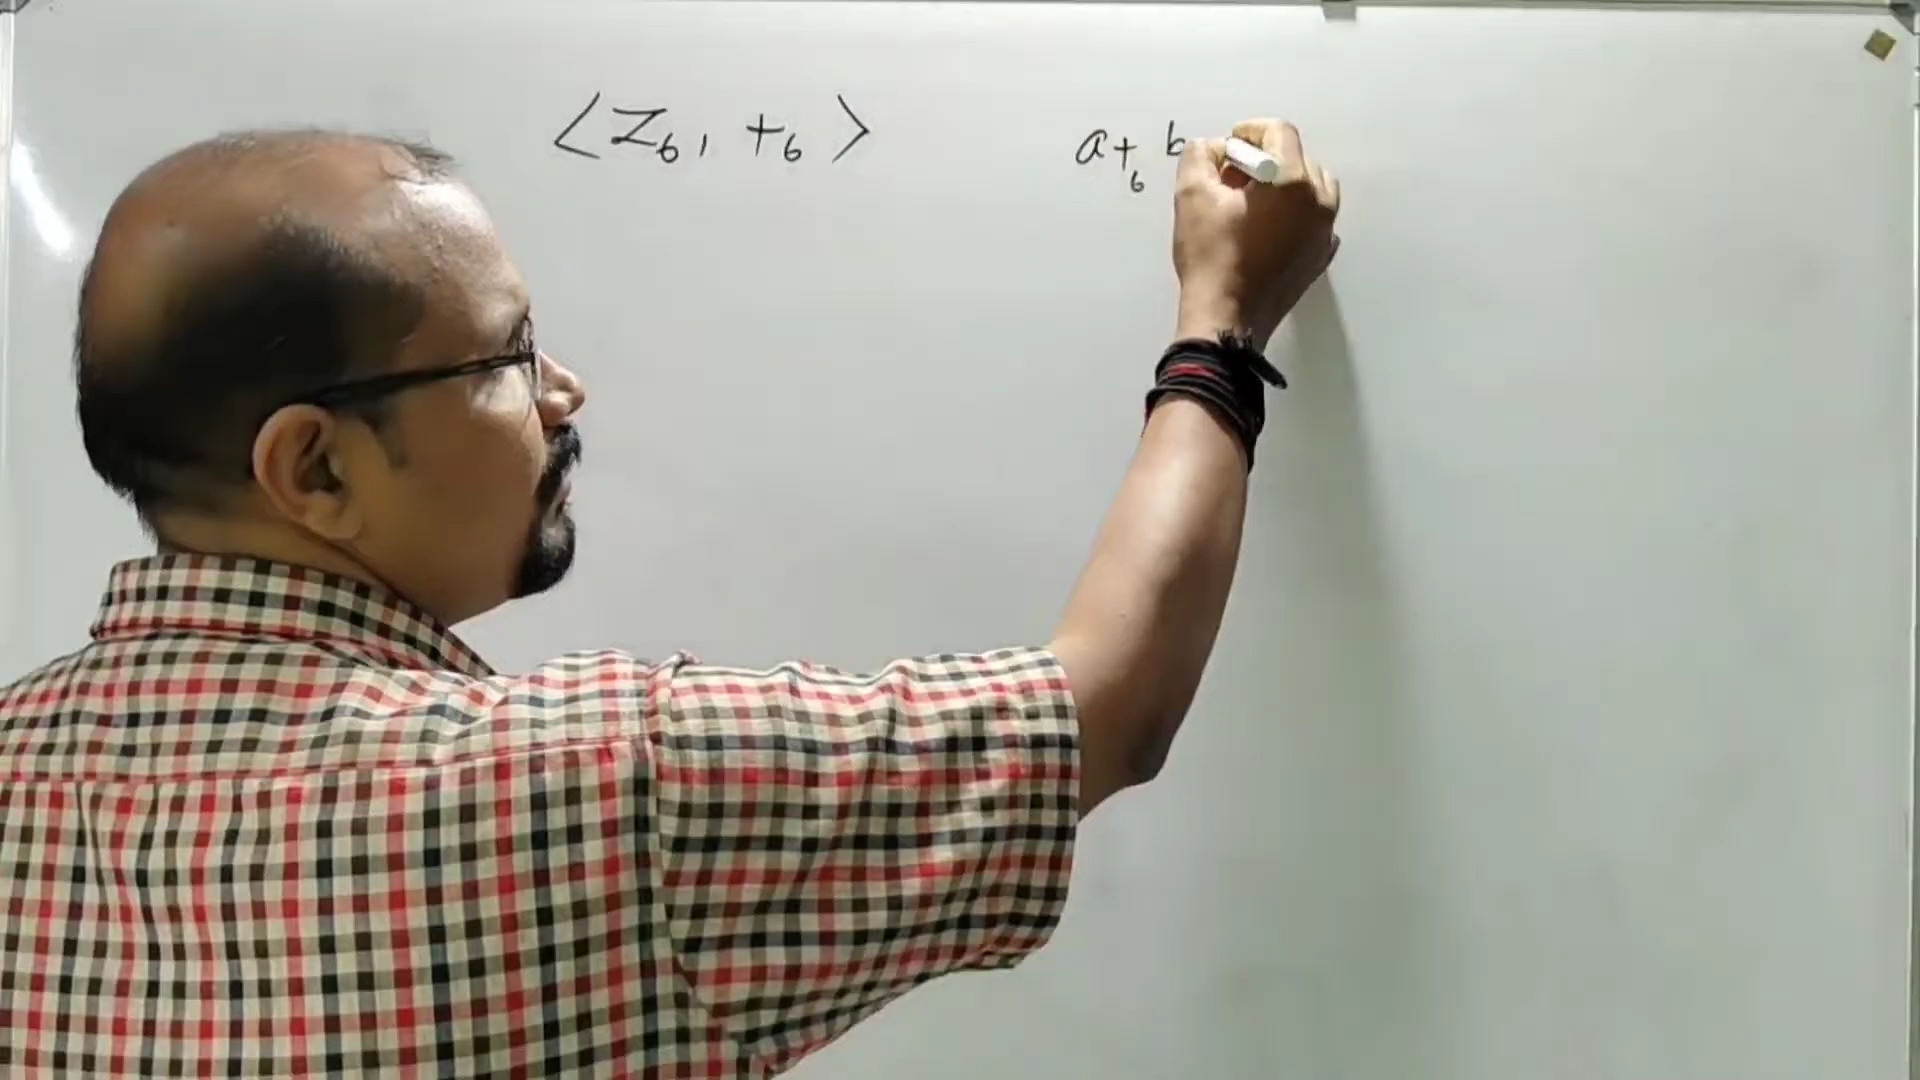 ⟨Z₆, +₆⟩ a +₆ b